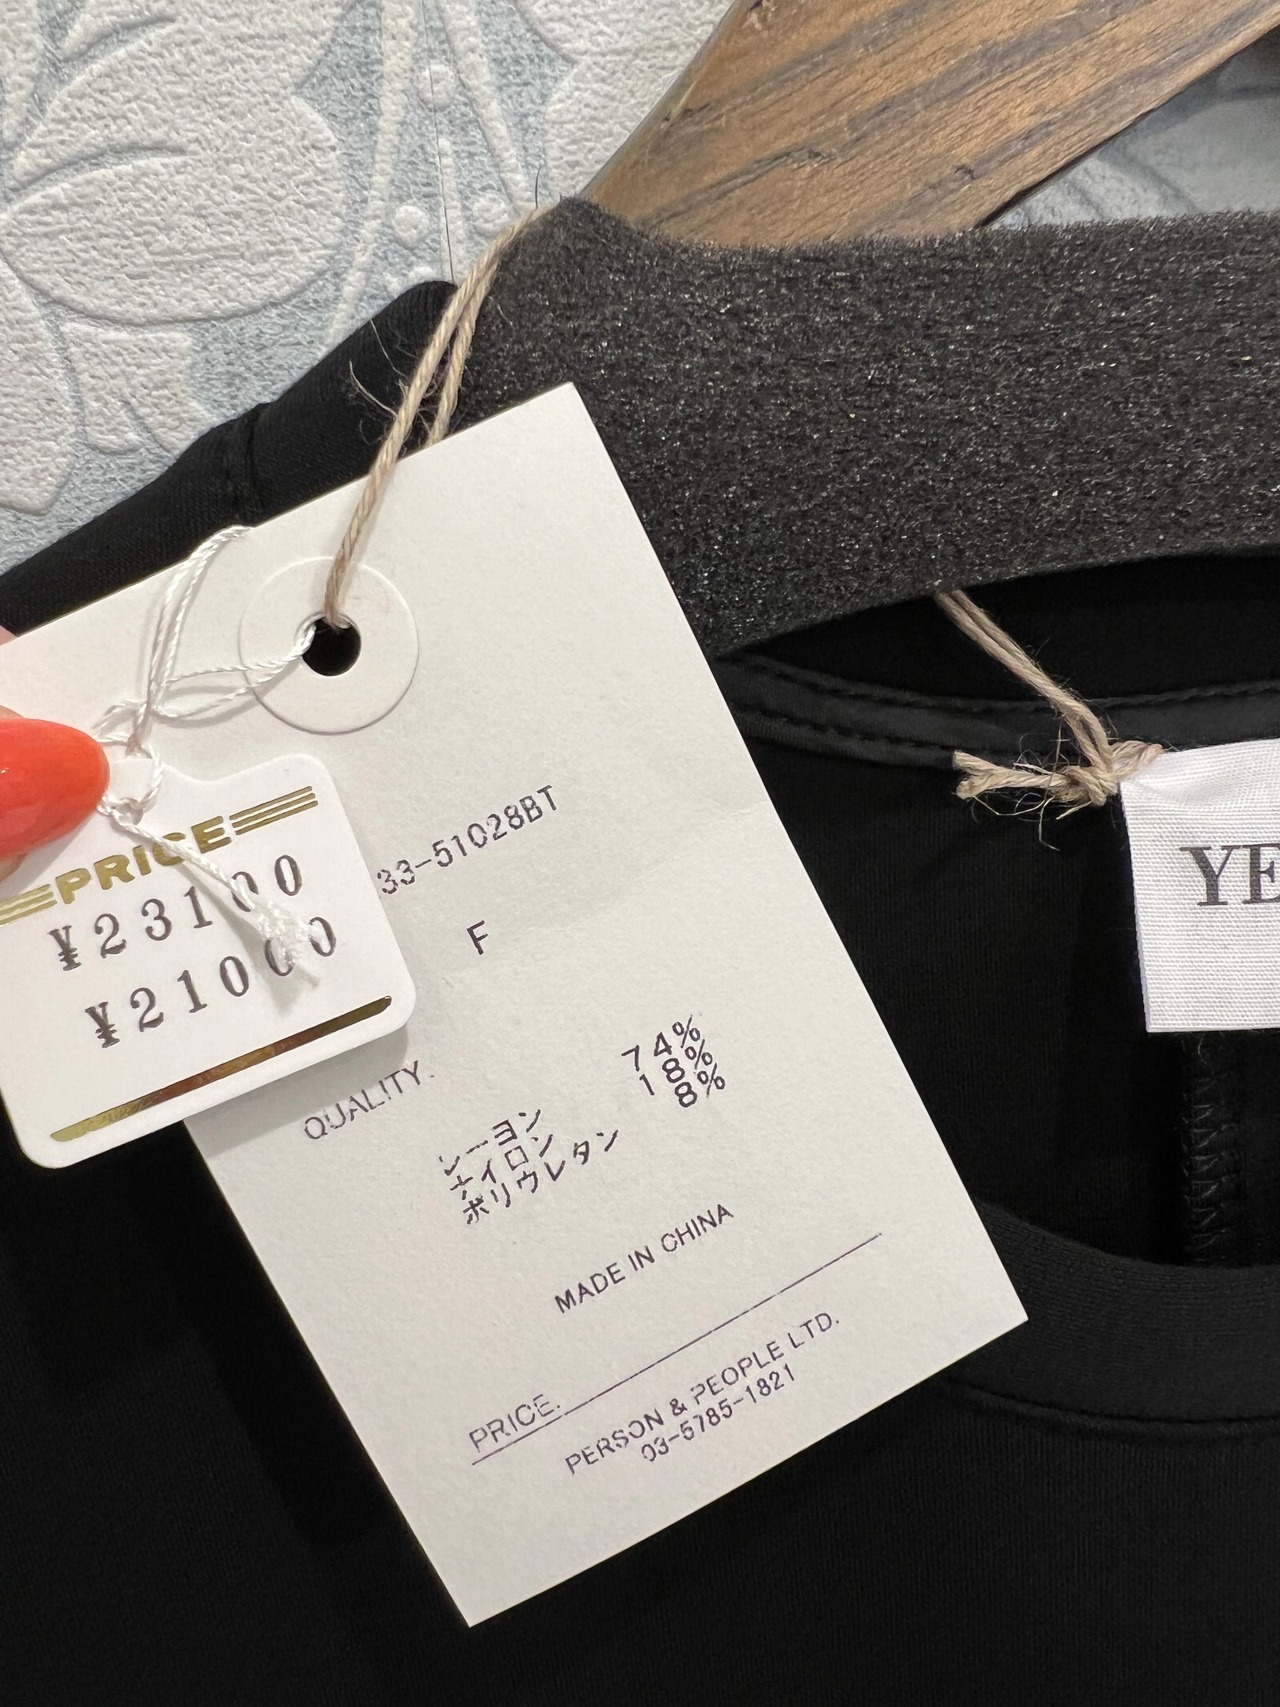 PRICE
¥23100
¥21000
33-51028BT
F
QUALITY.
レーヨン 74%
ナイロン 18%
ポリウレタン 8%
MADE IN CHINA
PRICE.
PERSON & PEOPLE LTD.
03-5785-1821
YE